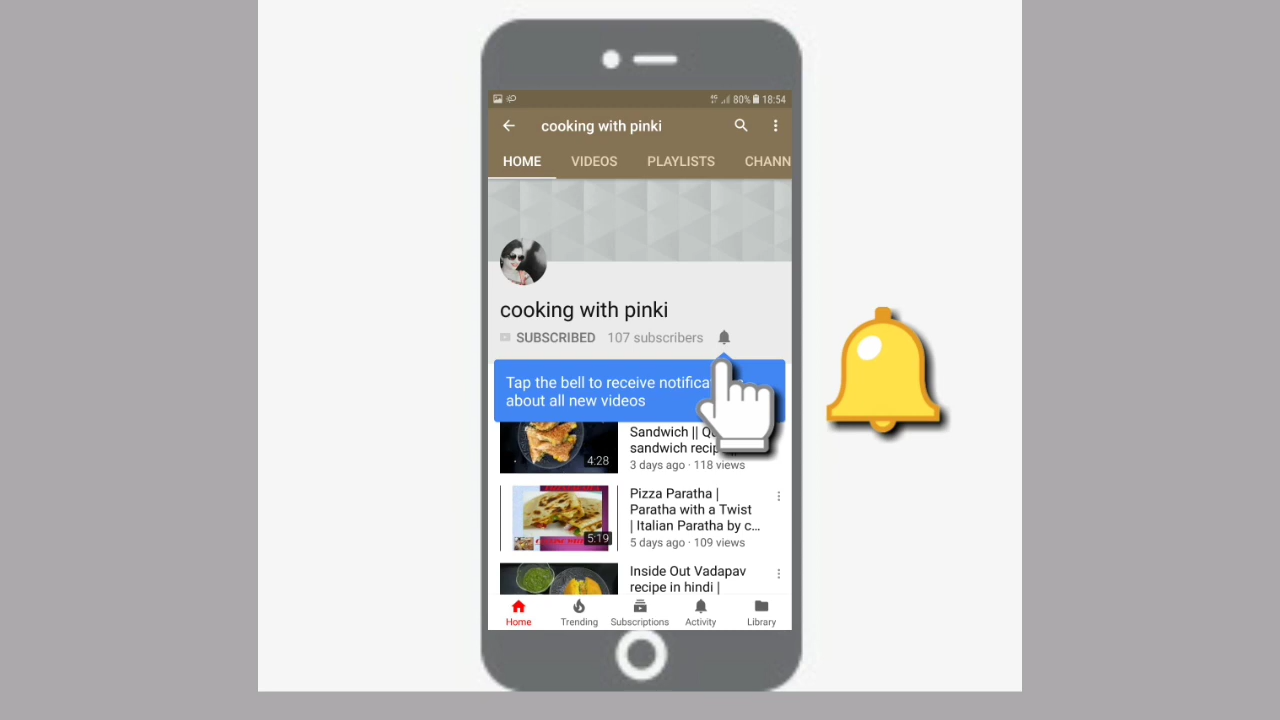 80% 18:54
cooking with pinki
HOME VIDEOS PLAYLISTS CHANN
cooking with pinki
SUBSCRIBED 107 subscribers
Tap the bell to receive notifica
about all new videos
Sandwich ||
sandwich recip
3 days ago · 118 views
4:28
Pizza Paratha |
Paratha with a Twist
| Italian Paratha by c...
5 days ago · 109 views
5:19
Inside Out Vadapav
recipe in hindi |
Home Trending Subscriptions Activity Library